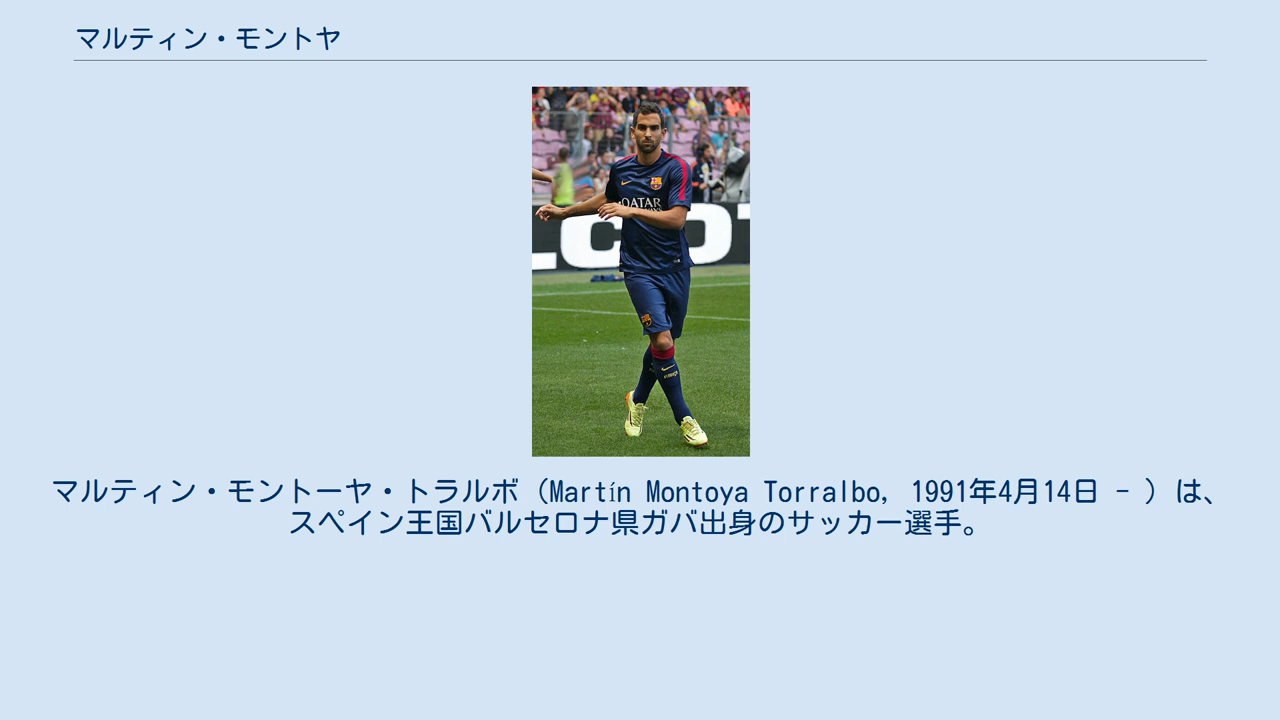 マルティン・モントヤ
QATAR
マルティン・モントーヤ・トラルボ（Martín Montoya Torralbo, 1991年4月14日 - ）は、
スペイン王国バルセロナ県ガバ出身のサッカー選手。